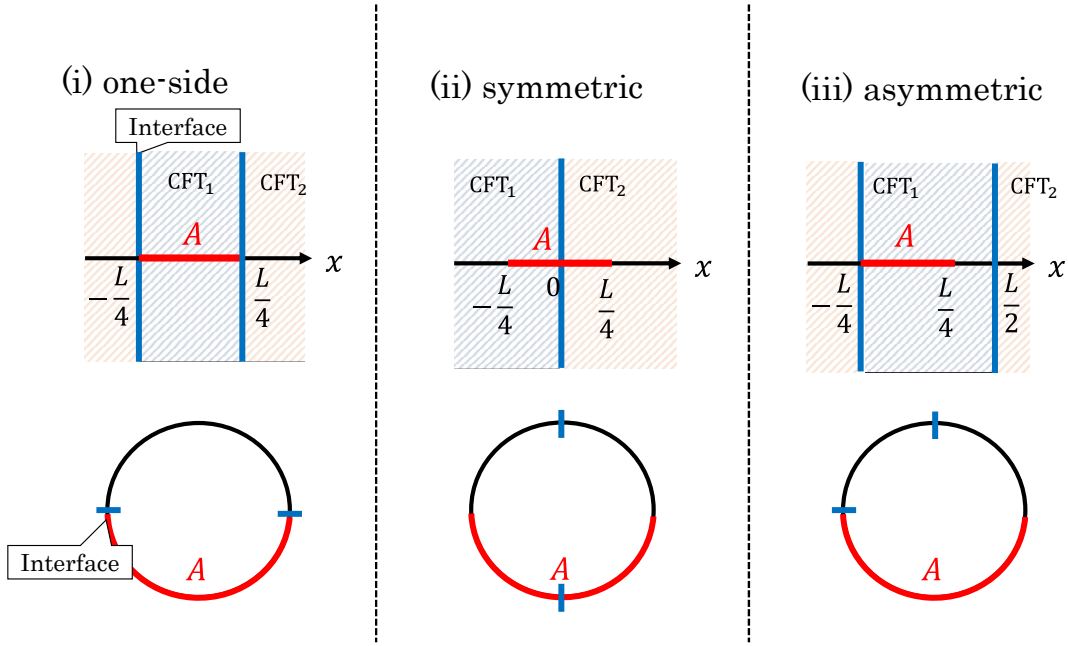 (i) one-side
Interface
CFT₁
CFT₂
A
x
−L/4
L/4
Interface
A
(ii) symmetric
CFT₁
CFT₂
A
x
−L/4
0
L/4
A
(iii) asymmetric
CFT₁
CFT₂
A
x
−L/4
L/4
L/2
A